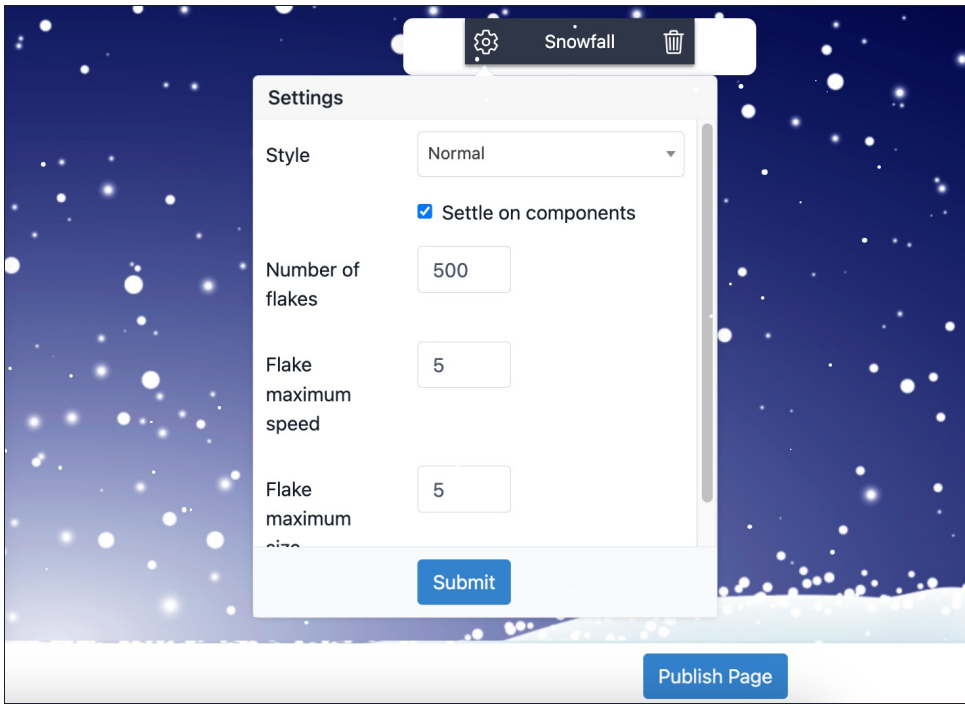 Snowfall
Settings
Style
Normal
Settle on components
Number of
flakes
500
Flake
maximum
speed
5
Flake
maximum
size
5
Submit
Publish Page